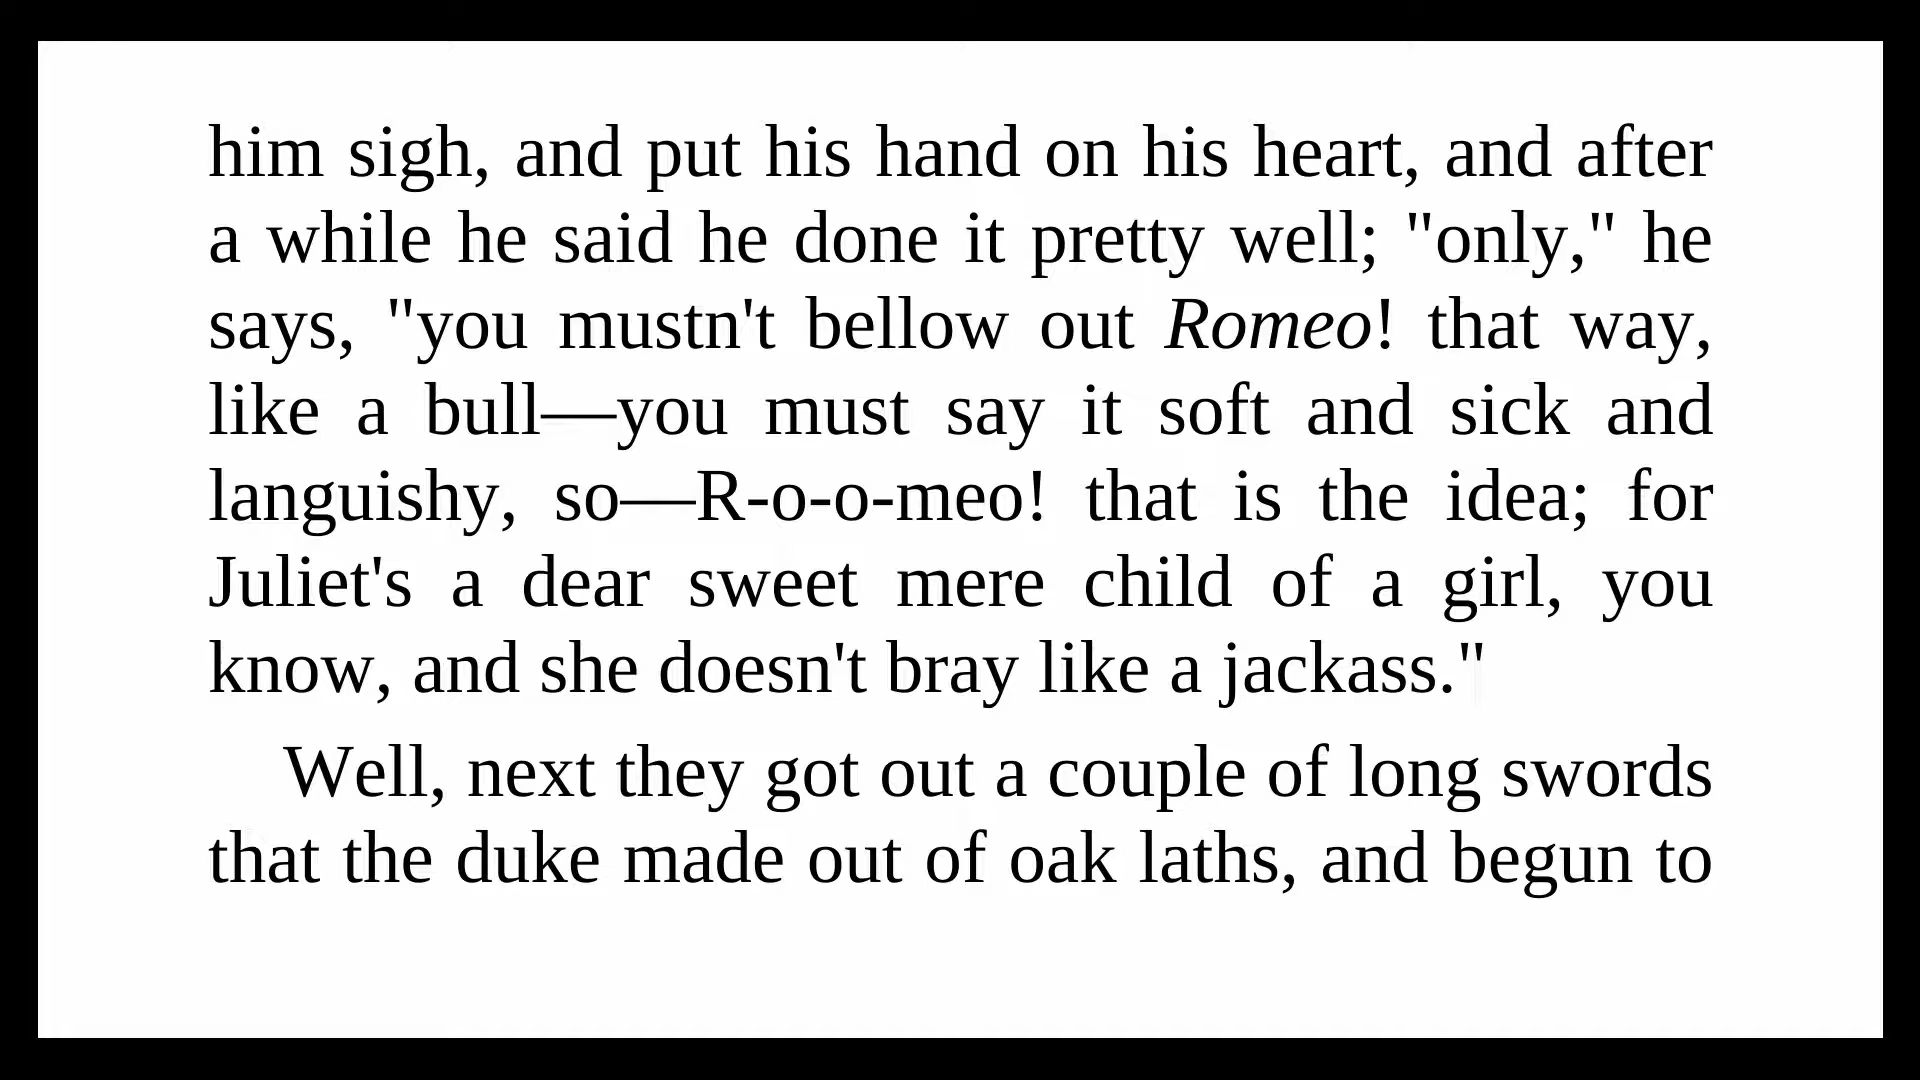 him sigh, and put his hand on his heart, and after
a while he said he done it pretty well; "only," he
says, "you mustn't bellow out Romeo! that way,
like a bull—you must say it soft and sick and
languishy, so—R-o-o-meo! that is the idea; for
Juliet's a dear sweet mere child of a girl, you
know, and she doesn't bray like a jackass."
Well, next they got out a couple of long swords
that the duke made out of oak laths, and begun to